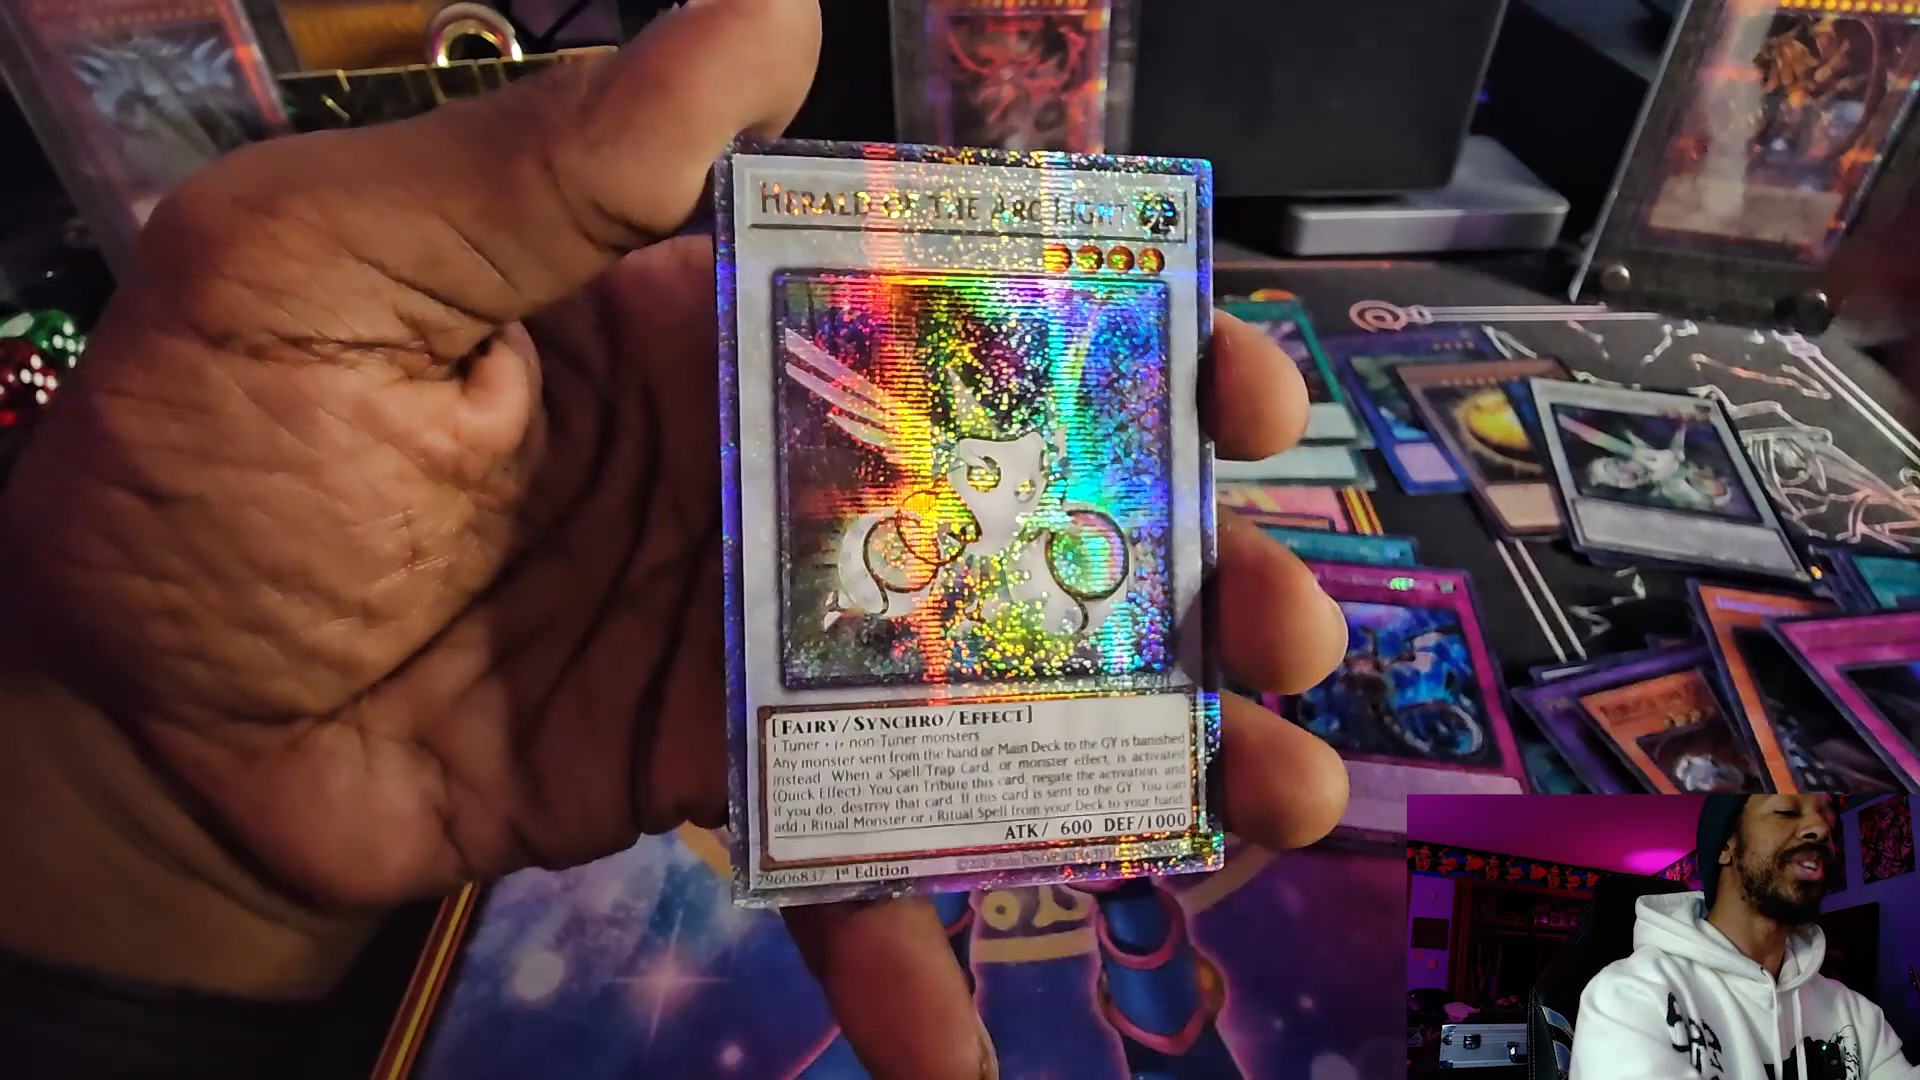 HERALD OF THE ARC LIGHT
[FAIRY/SYNCHRO/EFFECT]
1 Tuner + 1+ non-Tuner monsters
Any monster sent from the hand or Main Deck to the GY is banished
instead. When a Spell/Trap Card, or monster effect, is activated
(Quick Effect): You can Tribute this card; negate the activation, and
if you do, destroy that card. If this card is sent to the GY: You can
add 1 Ritual Monster or 1 Ritual Spell from your Deck to your hand.
ATK/ 600 DEF/1000
79606837 1st Edition
©2020 Studio Dice